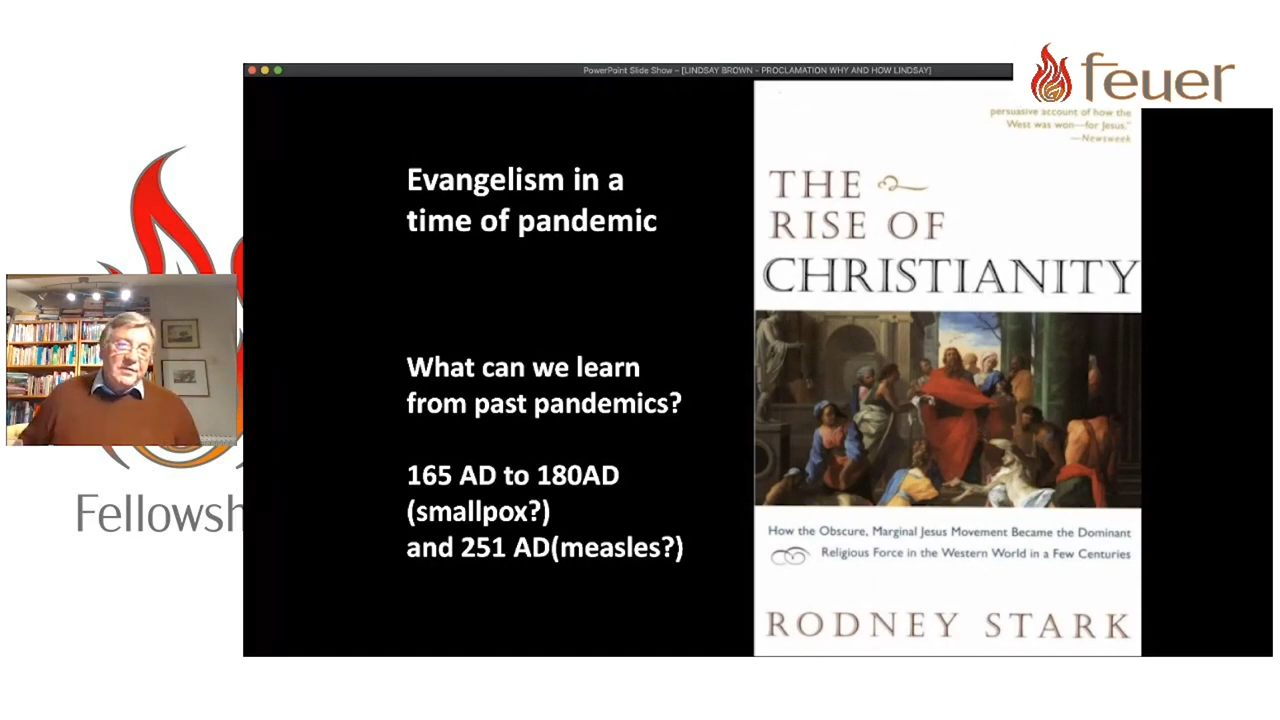 PowerPoint Slide Show – [LINDSAY BROWN - PROCLAMATION WHY AND HOW LINDSAY]
feuer
Evangelism in a
time of pandemic
What can we learn
from past pandemics?
165 AD to 180AD
(smallpox?)
and 251 AD(measles?)
persuasive account of how the
West was won—for Jesus."
—Newsweek
THE
RISE OF
CHRISTIANITY
How the Obscure, Marginal Jesus Movement Became the Dominant
Religious Force in the Western World in a Few Centuries
RODNEY STARK
Fellowsh